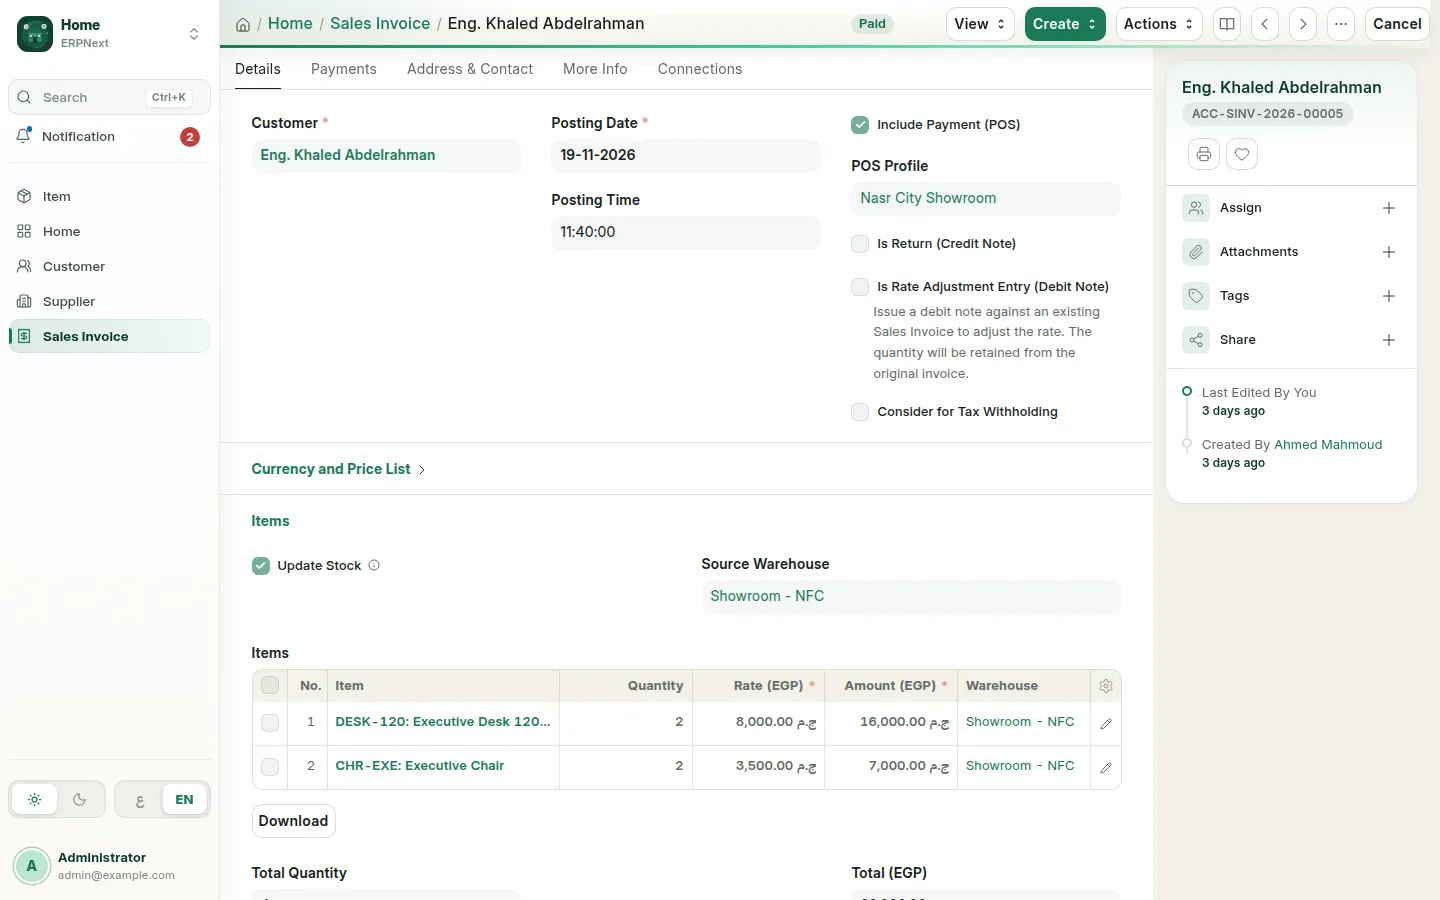 Home
ERPNext
Search Ctrl+K
Notification 2
Item
Home
Customer
Supplier
Sales Invoice
ع EN
A Administrator
admin@example.com
/ Home / Sales Invoice / Eng. Khaled Abdelrahman Paid View Create Actions ... Cancel
Details Payments Address & Contact More Info Connections
Customer *
Eng. Khaled Abdelrahman
Posting Date *
19-11-2026
Posting Time
11:40:00
Include Payment (POS)
POS Profile
Nasr City Showroom
Is Return (Credit Note)
Is Rate Adjustment Entry (Debit Note)
Issue a debit note against an existing
Sales Invoice to adjust the rate. The
quantity will be retained from the
original invoice.
Consider for Tax Withholding
Currency and Price List
Items
Update Stock
Source Warehouse
Showroom - NFC
Items
No. Item Quantity Rate (EGP) * Amount (EGP) * Warehouse
1 DESK-120: Executive Desk 120... 2 8,000.00 ج.م 16,000.00 ج.م Showroom - NFC
2 CHR-EXE: Executive Chair 2 3,500.00 ج.م 7,000.00 ج.م Showroom - NFC
Download
Total Quantity Total (EGP)
Eng. Khaled Abdelrahman
ACC-SINV-2026-00005
Assign
Attachments
Tags
Share
Last Edited By You
3 days ago
Created By Ahmed Mahmoud
3 days ago